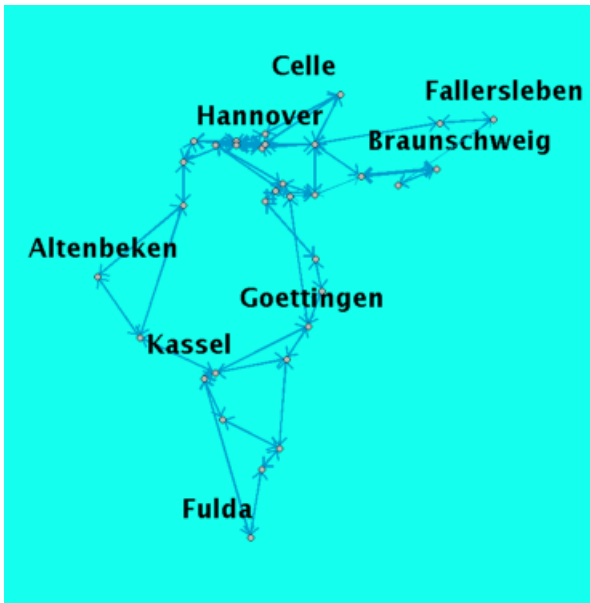 Celle
Fallersleben
Hannover
Braunschweig
Altenbeken
Goettingen
Kassel
Fulda